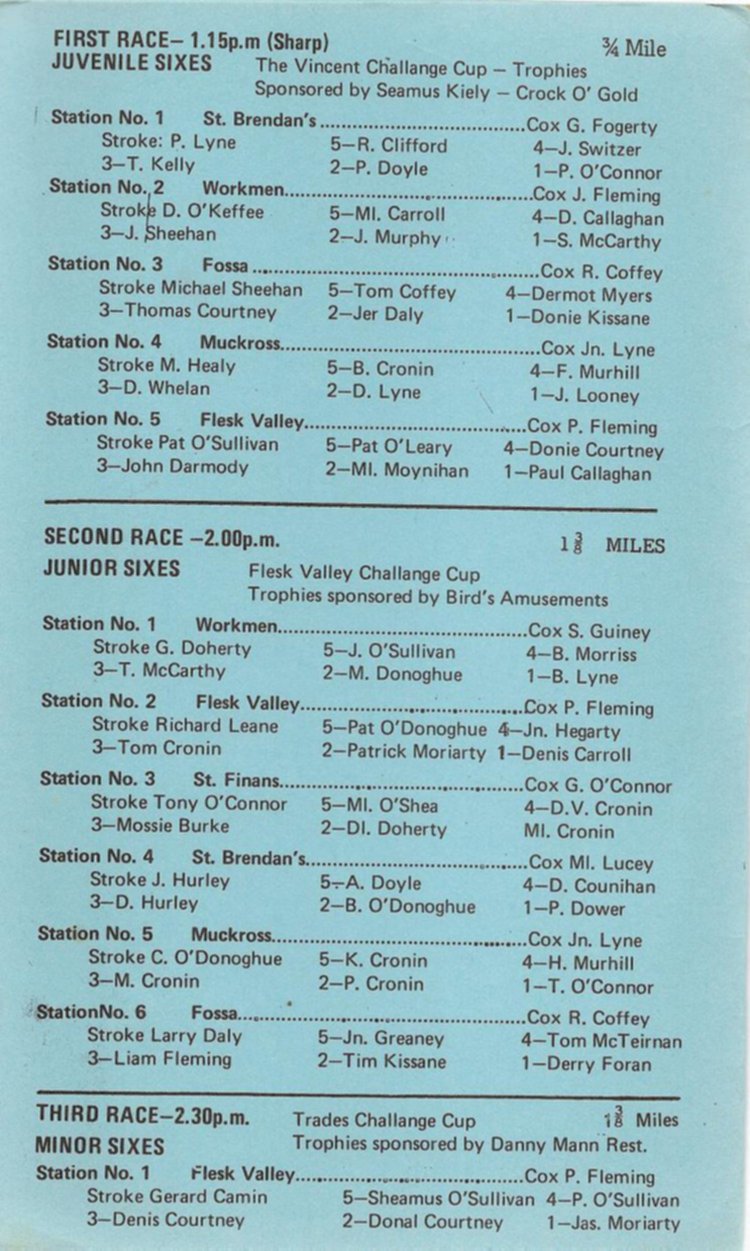 FIRST RACE– 1.15p.m (Sharp) ¾ Mile
JUVENILE SIXES The Vincent Challange Cup – Trophies
Sponsored by Seamus Kiely – Crock O' Gold
Station No. 1 St. Brendan's..............................Cox G. Fogerty
Stroke: P. Lyne 5–R. Clifford 4–J. Switzer
3–T. Kelly 2–P. Doyle 1–P. O'Connor
Station No. 2 Workmen....................................Cox J. Fleming
Stroke D. O'Keffee 5–Ml. Carroll 4–D. Callaghan
3–J. Sheehan 2–J. Murphy 1–S. McCarthy
Station No. 3 Fossa..........................................Cox R. Coffey
Stroke Michael Sheehan 5–Tom Coffey 4–Dermot Myers
3–Thomas Courtney 2–Jer Daly 1–Donie Kissane
Station No. 4 Muckross......................................Cox Jn. Lyne
Stroke M. Healy 5–B. Cronin 4–F. Murhill
3–D. Whelan 2–D. Lyne 1–J. Looney
Station No. 5 Flesk Valley.................................Cox P. Fleming
Stroke Pat O'Sullivan 5–Pat O'Leary 4–Donie Courtney
3–John Darmody 2–Ml. Moynihan 1–Paul Callaghan
SECOND RACE –2.00p.m. 1 ⅜ MILES
JUNIOR SIXES Flesk Valley Challange Cup
Trophies sponsored by Bird's Amusements
Station No. 1 Workmen.....................................Cox S. Guiney
Stroke G. Doherty 5–J. O'Sullivan 4–B. Morriss
3–T. McCarthy 2–M. Donoghue 1–B. Lyne
Station No. 2 Flesk Valley.................................Cox P. Fleming
Stroke Richard Leane 5–Pat O'Donoghue 4–Jn. Hegarty
3–Tom Cronin 2–Patrick Moriarty 1–Denis Carroll
Station No. 3 St. Finans....................................Cox G. O'Connor
Stroke Tony O'Connor 5–Ml. O'Shea 4–D.V. Cronin
3–Mossie Burke 2–Dl. Doherty Ml. Cronin
Station No. 4 St. Brendan's.................................Cox Ml. Lucey
Stroke J. Hurley 5–A. Doyle 4–D. Counihan
3–D. Hurley 2–B. O'Donoghue 1–P. Dower
Station No. 5 Muckross......................................Cox Jn. Lyne
Stroke C. O'Donoghue 5–K. Cronin 4–H. Murhill
3–M. Cronin 2–P. Cronin 1–T. O'Connor
StationNo. 6 Fossa...........................................Cox R. Coffey
Stroke Larry Daly 5–Jn. Greaney 4–Tom McTeirnan
3–Liam Fleming 2–Tim Kissane 1–Derry Foran
THIRD RACE–2.30p.m. Trades Challange Cup 1⅜ Miles
MINOR SIXES Trophies sponsored by Danny Mann Rest.
Station No. 1 Flesk Valley..................................Cox P. Fleming
Stroke Gerard Camin 5–Sheamus O'Sullivan 4–P. O'Sullivan
3–Denis Courtney 2–Donal Courtney 1–Jas. Moriarty